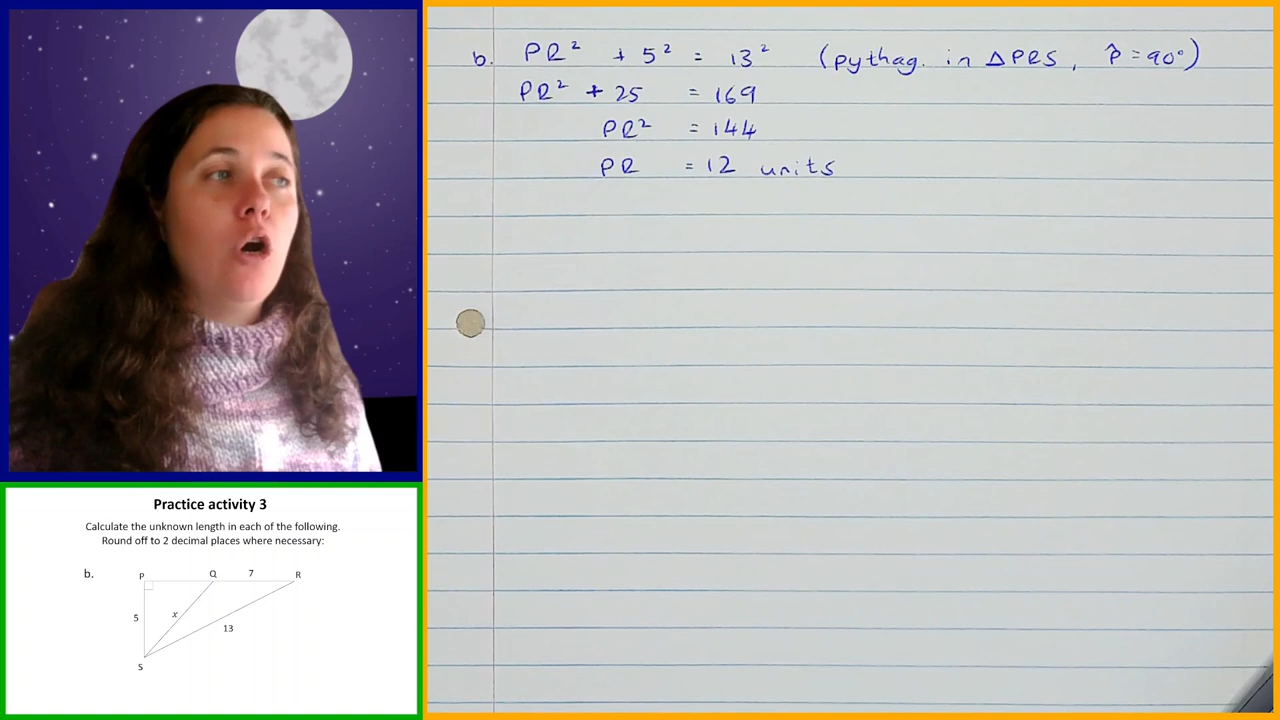 b. PR² + 5² = 13² (pythag. in △PRS, P̂ = 90°)
PR² + 25 = 169
PR² = 144
PR = 12 units
Practice activity 3
Calculate the unknown length in each of the following.
Round off to 2 decimal places where necessary:
b.
P Q 7 R
5 x
13
S